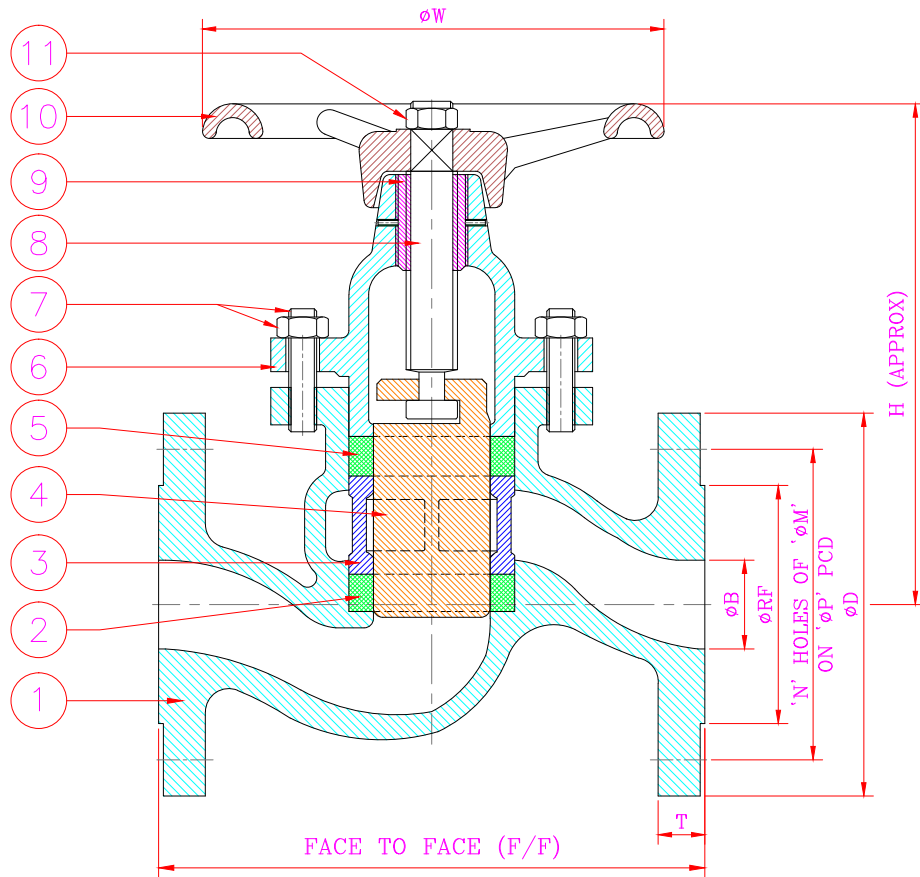 øW
11
10
9
8
7
6
5
4
3
2
1
H (APPROX)
øB
øRF
'N' HOLES OF 'øM'
ON 'øP' PCD
øD
T
FACE TO FACE (F/F)